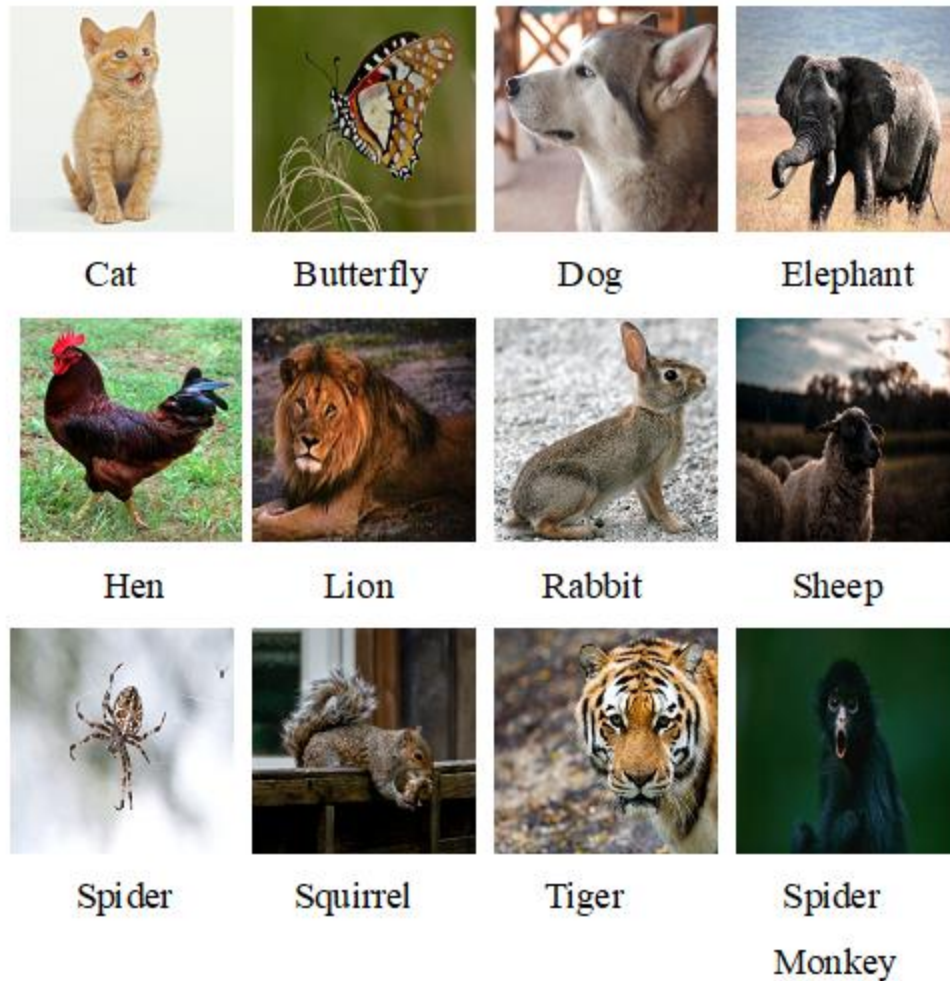 Cat Butterfly Dog Elephant
Hen Lion Rabbit Sheep
Spider Squirrel Tiger Spider
Monkey